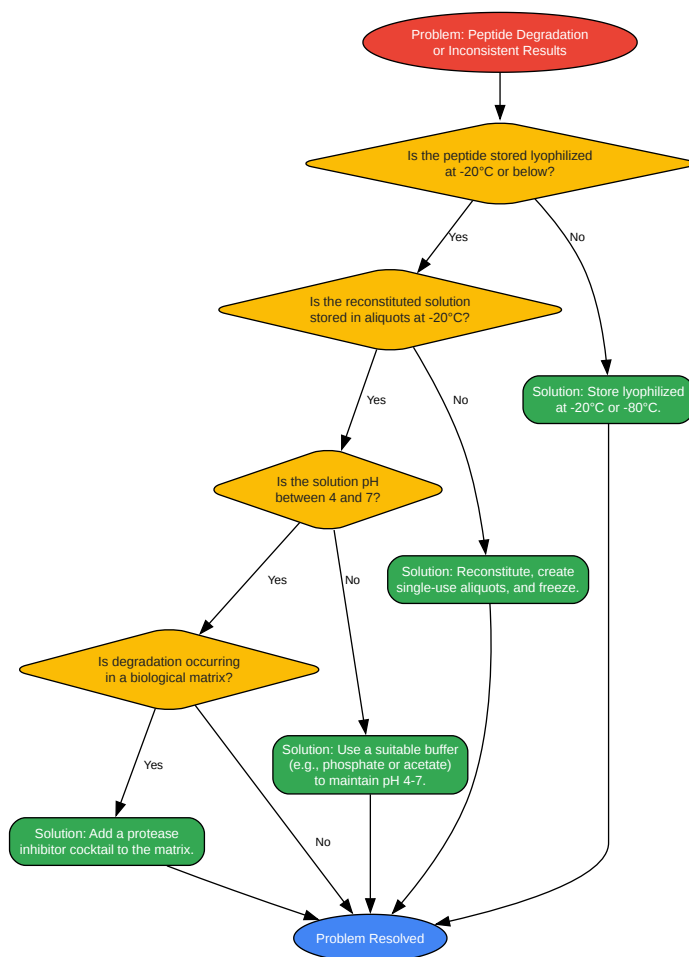 Problem: Peptide Degradation
or Inconsistent Results
Is the peptide stored lyophilized
at -20°C or below?
Yes
No
Is the reconstituted solution
stored in aliquots at -20°C?
Solution: Store lyophilized
at -20°C or -80°C.
Yes
No
Is the solution pH
between 4 and 7?
Solution: Reconstitute, create
single-use aliquots, and freeze.
Yes
No
Is degradation occurring
in a biological matrix?
Solution: Use a suitable buffer
(e.g., phosphate or acetate)
to maintain pH 4-7.
Yes
No
Solution: Add a protease
inhibitor cocktail to the matrix.
Problem Resolved